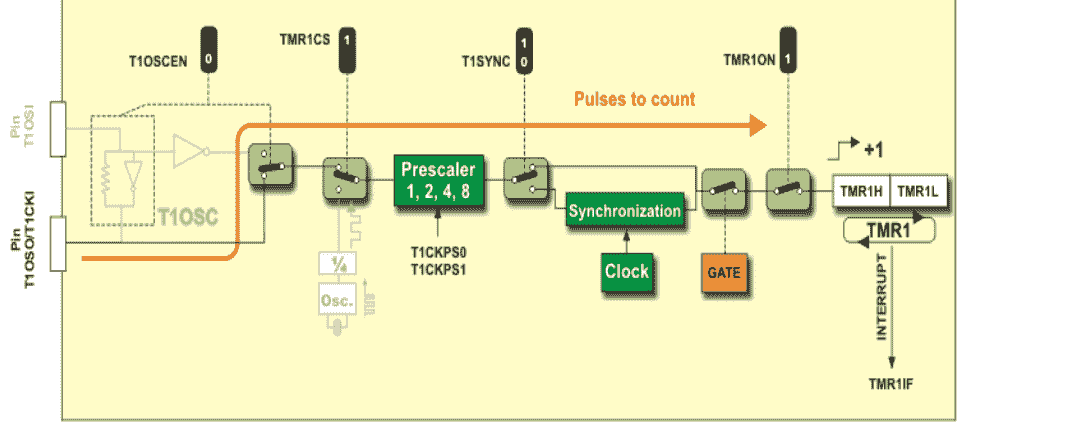 T1OSCEN
0
TMR1CS
1
T1SYNC
1
0
TMR1ON
1
Pulses to count
Pin
T1OSI
T1OSC
Pin
T1OSO/T1CKI
Prescaler
1, 2, 4, 8
T1CKPS0
T1CKPS1
¼
Osc.
Synchronization
Clock
GATE
+1
TMR1H
TMR1L
TMR1
INTERRUPT
TMR1IF